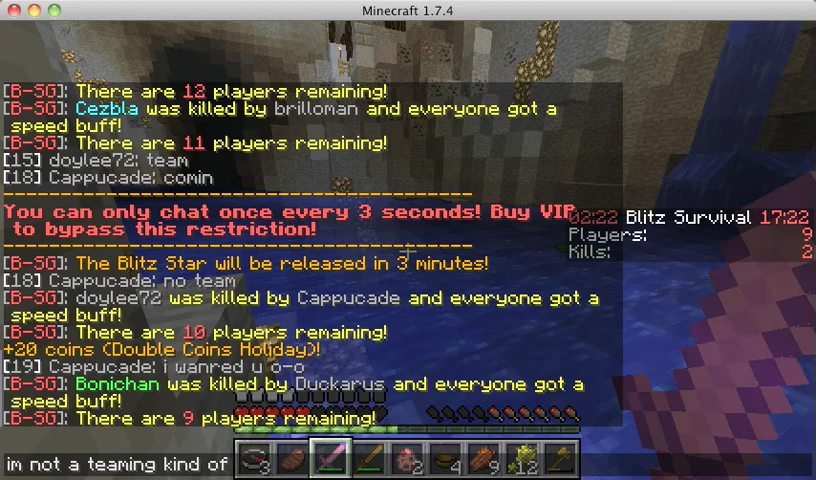 Minecraft 1.7.4
[B-SG]: There are 12 players remaining!
[B-SG]: Cezbla was killed by brilloman and everyone got a
speed buff!
[B-SG]: There are 11 players remaining!
[15] doylee72: team
[18] Cappucade: comin
You can only chat once every 3 seconds! Buy VIP
to bypass this restriction!
02:22 Blitz Survival 17:22
Players: 9
Kills: 2
[B-SG]: The Blitz Star will be released in 3 minutes!
[18] Cappucade: no team
[B-SG]: doylee72 was killed by Cappucade and everyone got a
speed buff!
[B-SG]: There are 10 players remaining!
+20 coins (Double Coins Holiday)!
[19] Cappucade: i wanred u o-o
[B-SG]: Bonichan was killed by Duckarus and everyone got a
speed buff!
[B-SG]: There are 9 players remaining!
im not a teaming kind of
3 2 4 9 12